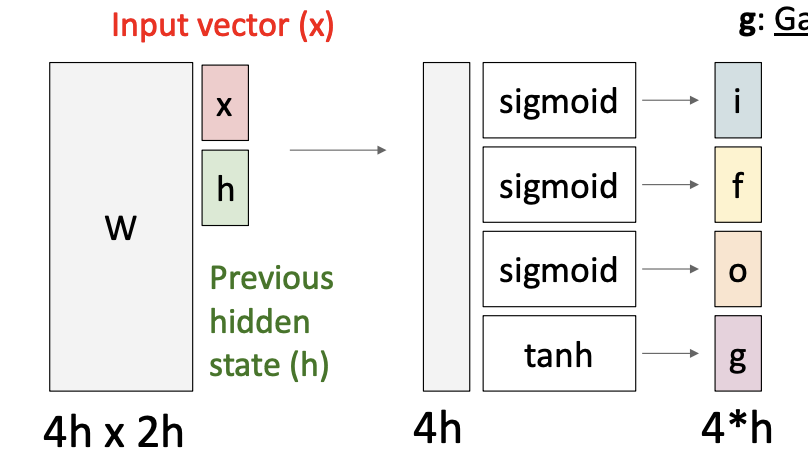 Input vector (x)
g: Ga
x
h
W
Previous
hidden
state (h)
4h x 2h
sigmoid
sigmoid
sigmoid
tanh
4h
i
f
o
g
4*h